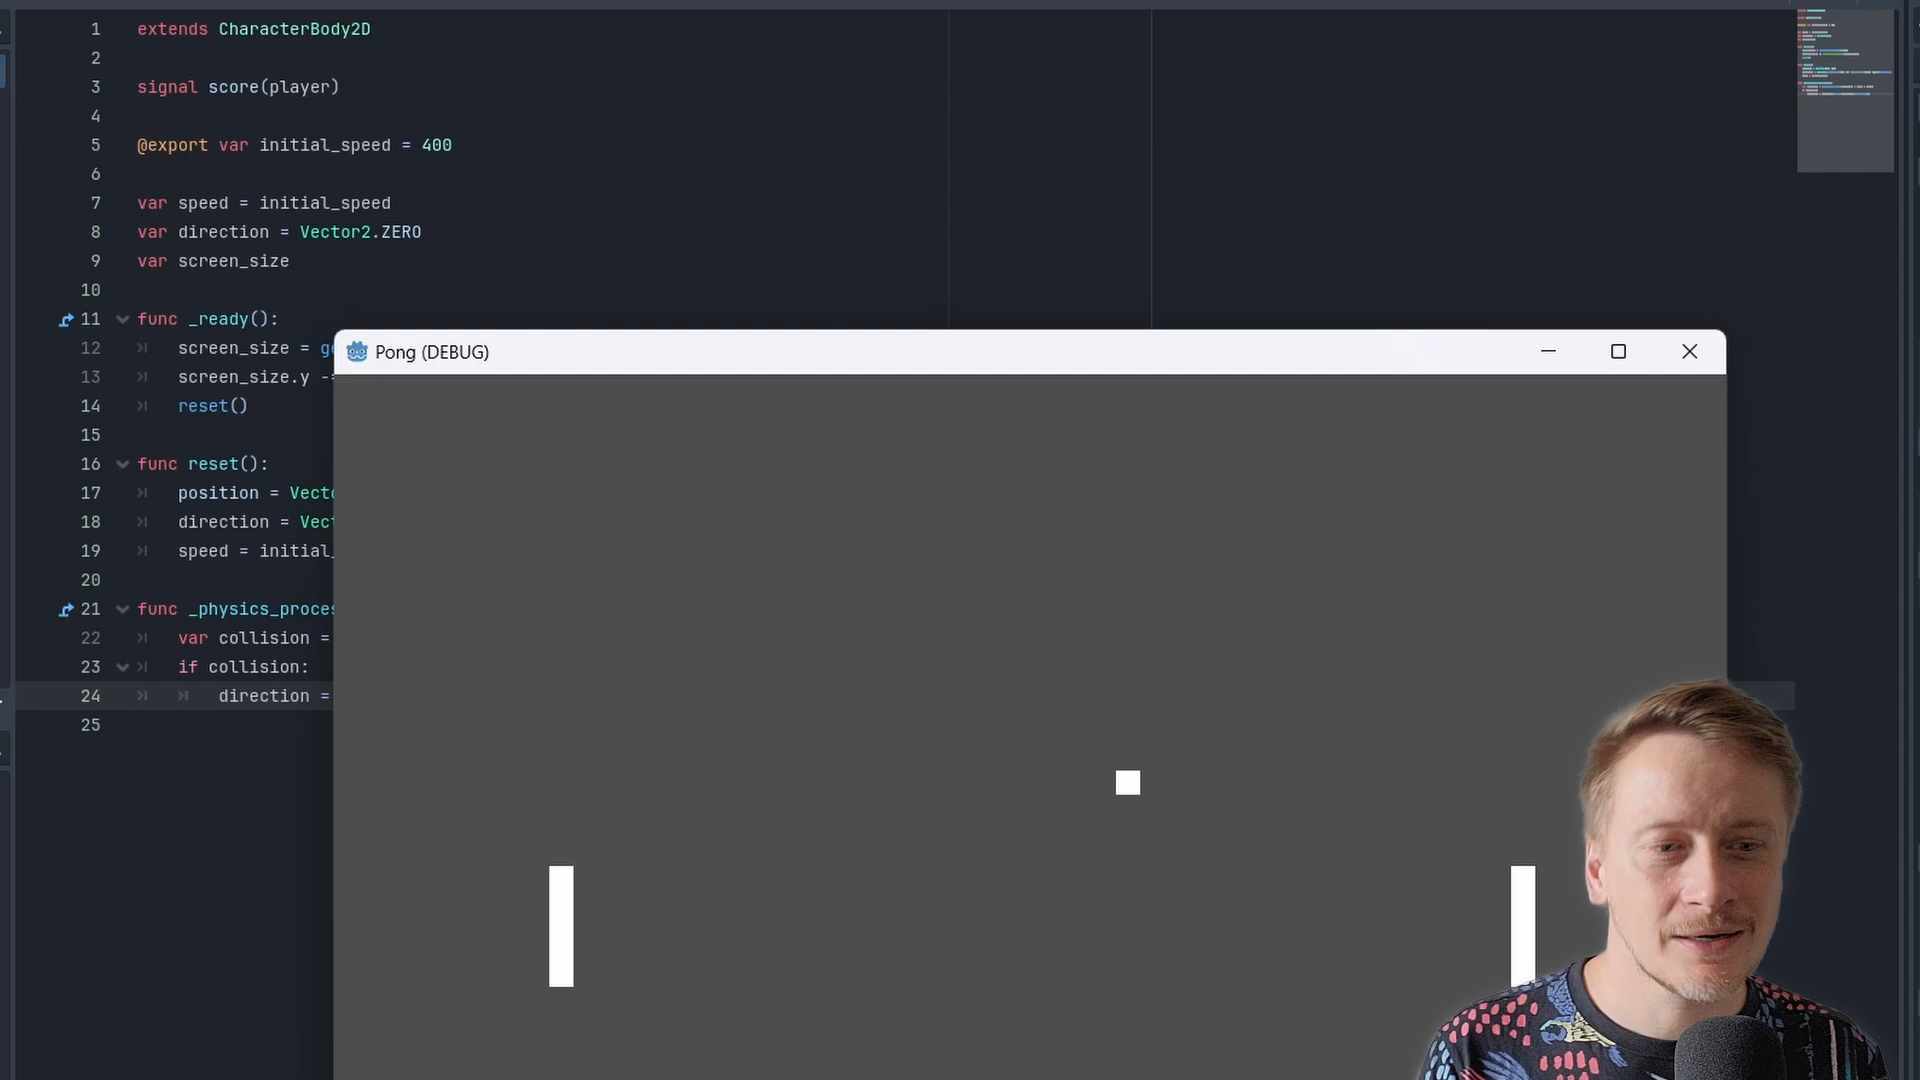 1 extends CharacterBody2D
2
3 signal score(player)
4
5 @export var initial_speed = 400
6
7 var speed = initial_speed
8 var direction = Vector2.ZERO
9 var screen_size
10
11 func _ready():
12 screen_size =
13 screen_size.y
14 reset()
15
16 func reset():
17 position =
18 direction =
19 speed =
20
21 func
22 var collision =
23 if collision:
24 direction =
25
Pong (DEBUG)